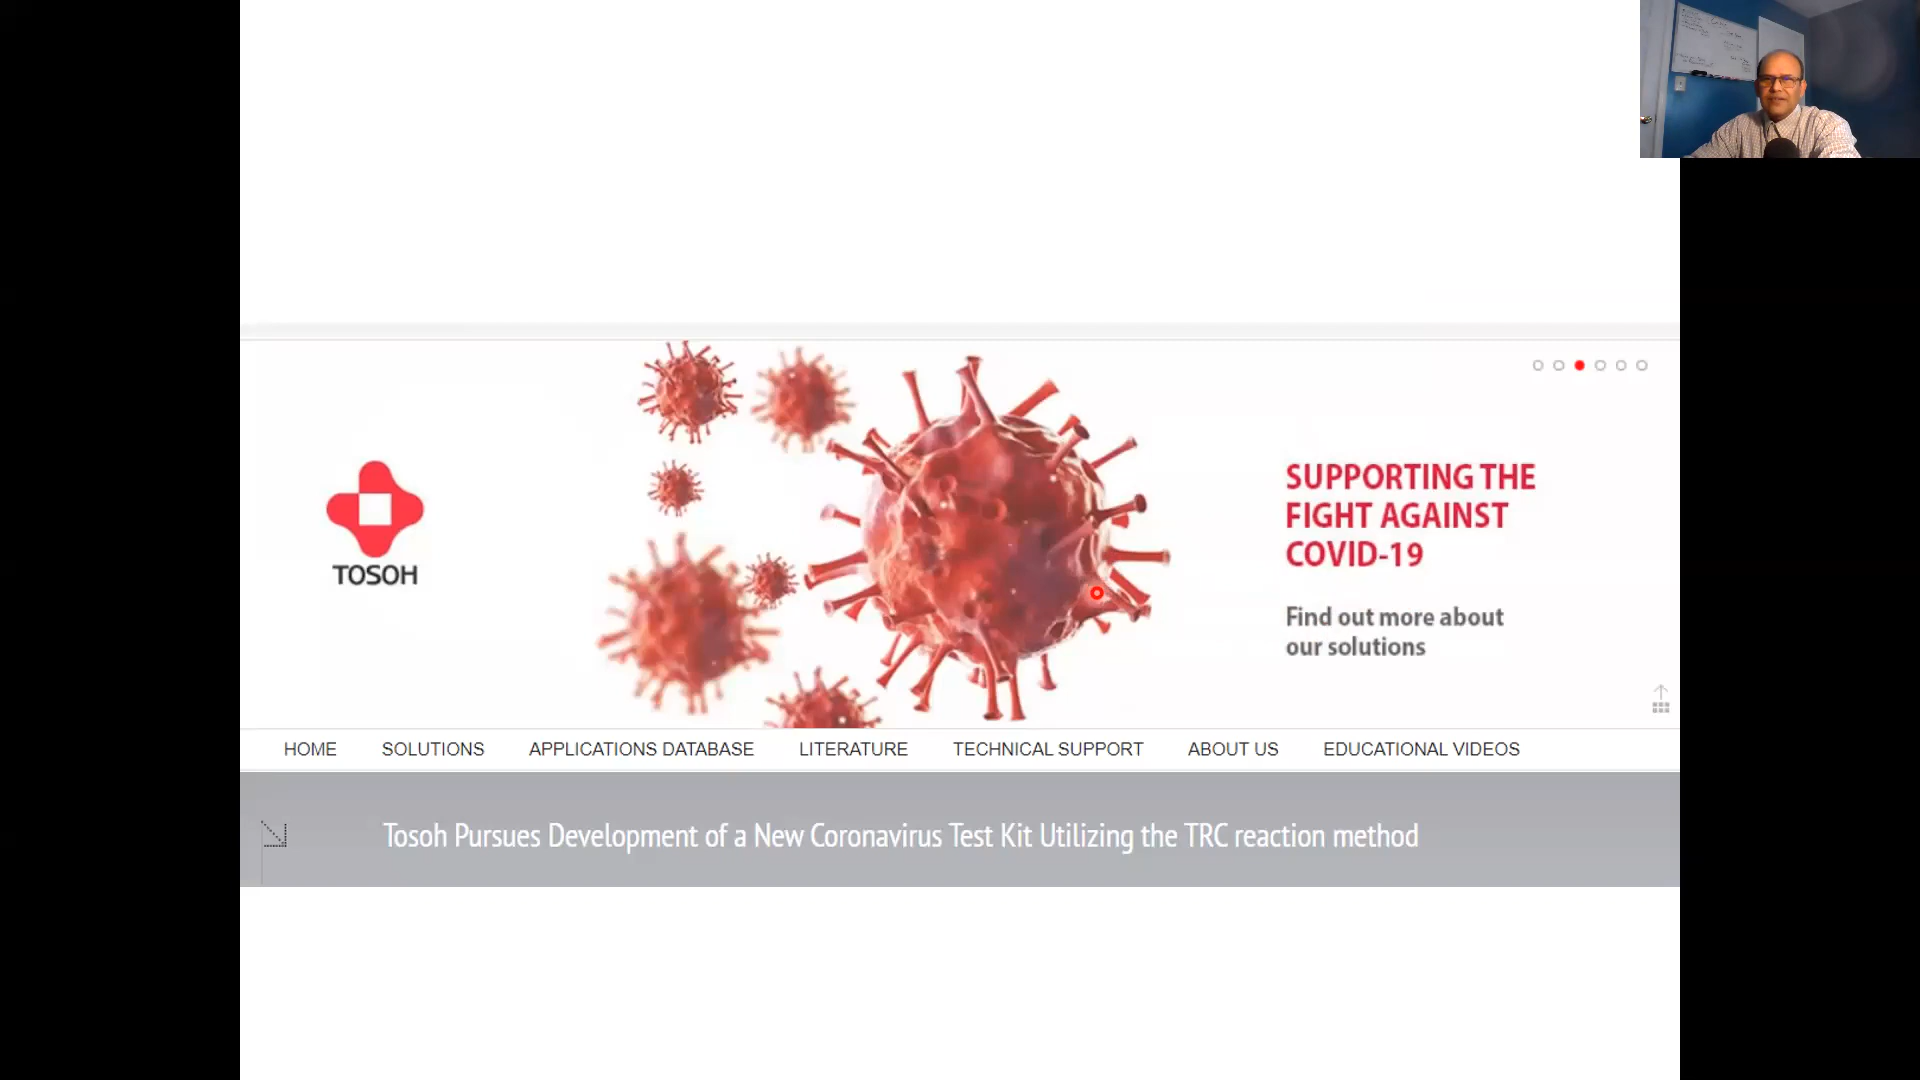 TOSOH
SUPPORTING THE
FIGHT AGAINST
COVID-19
Find out more about
our solutions
HOME SOLUTIONS APPLICATIONS DATABASE LITERATURE TECHNICAL SUPPORT ABOUT US EDUCATIONAL VIDEOS
Tosoh Pursues Development of a New Coronavirus Test Kit Utilizing the TRC reaction method